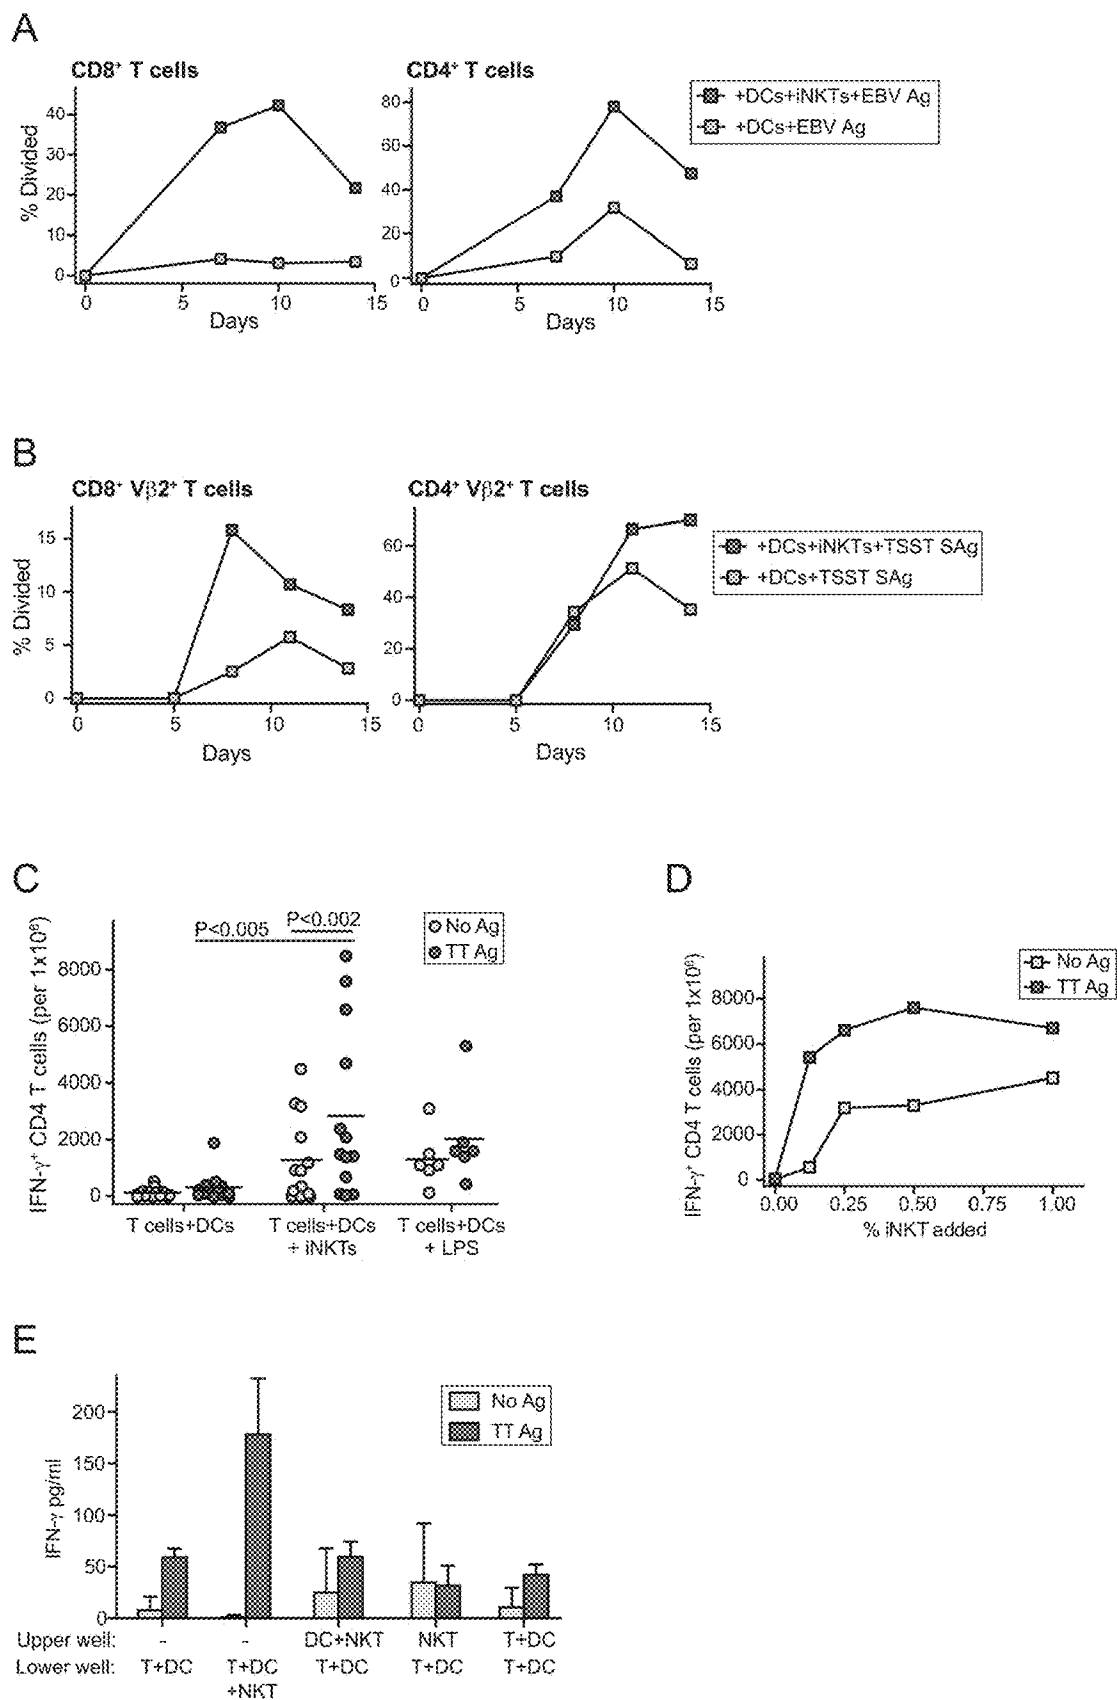 A
CD8⁺ T cells
CD4⁺ T cells
+DCs+iNKTs+EBV Ag
+DCs+EBV Ag
% Divided
40
30
20
10
0
80
60
40
20
0
0 5 10 15
0 5 10 15
Days
Days
B
CD8⁺ Vβ2⁺ T cells
CD4⁺ Vβ2⁺ T cells
+DCs+iNKTs+TSST SAg
+DCs+TSST SAg
% Divided
15
10
5
0
60
40
20
0
0 5 10 15
0 5 10 15
Days
Days
C
P<0.005
P<0.002
No Ag
TT Ag
IFN-γ⁺ CD4 T cells (per 1x10⁶)
8000
6000
4000
2000
0
T cells+DCs
T cells+DCs
+ iNKTs
T cells+DCs
+ LPS
D
No Ag
TT Ag
IFN-γ⁺ CD4 T cells (per 1x10⁶)
8000
6000
4000
2000
0
0.00 0.25 0.50 0.75 1.00
% iNKT added
E
No Ag
TT Ag
IFN-γ pg/ml
200
150
100
50
0
Upper well: - - DC+NKT NKT T+DC
Lower well: T+DC T+DC T+DC T+DC T+DC
+NKT